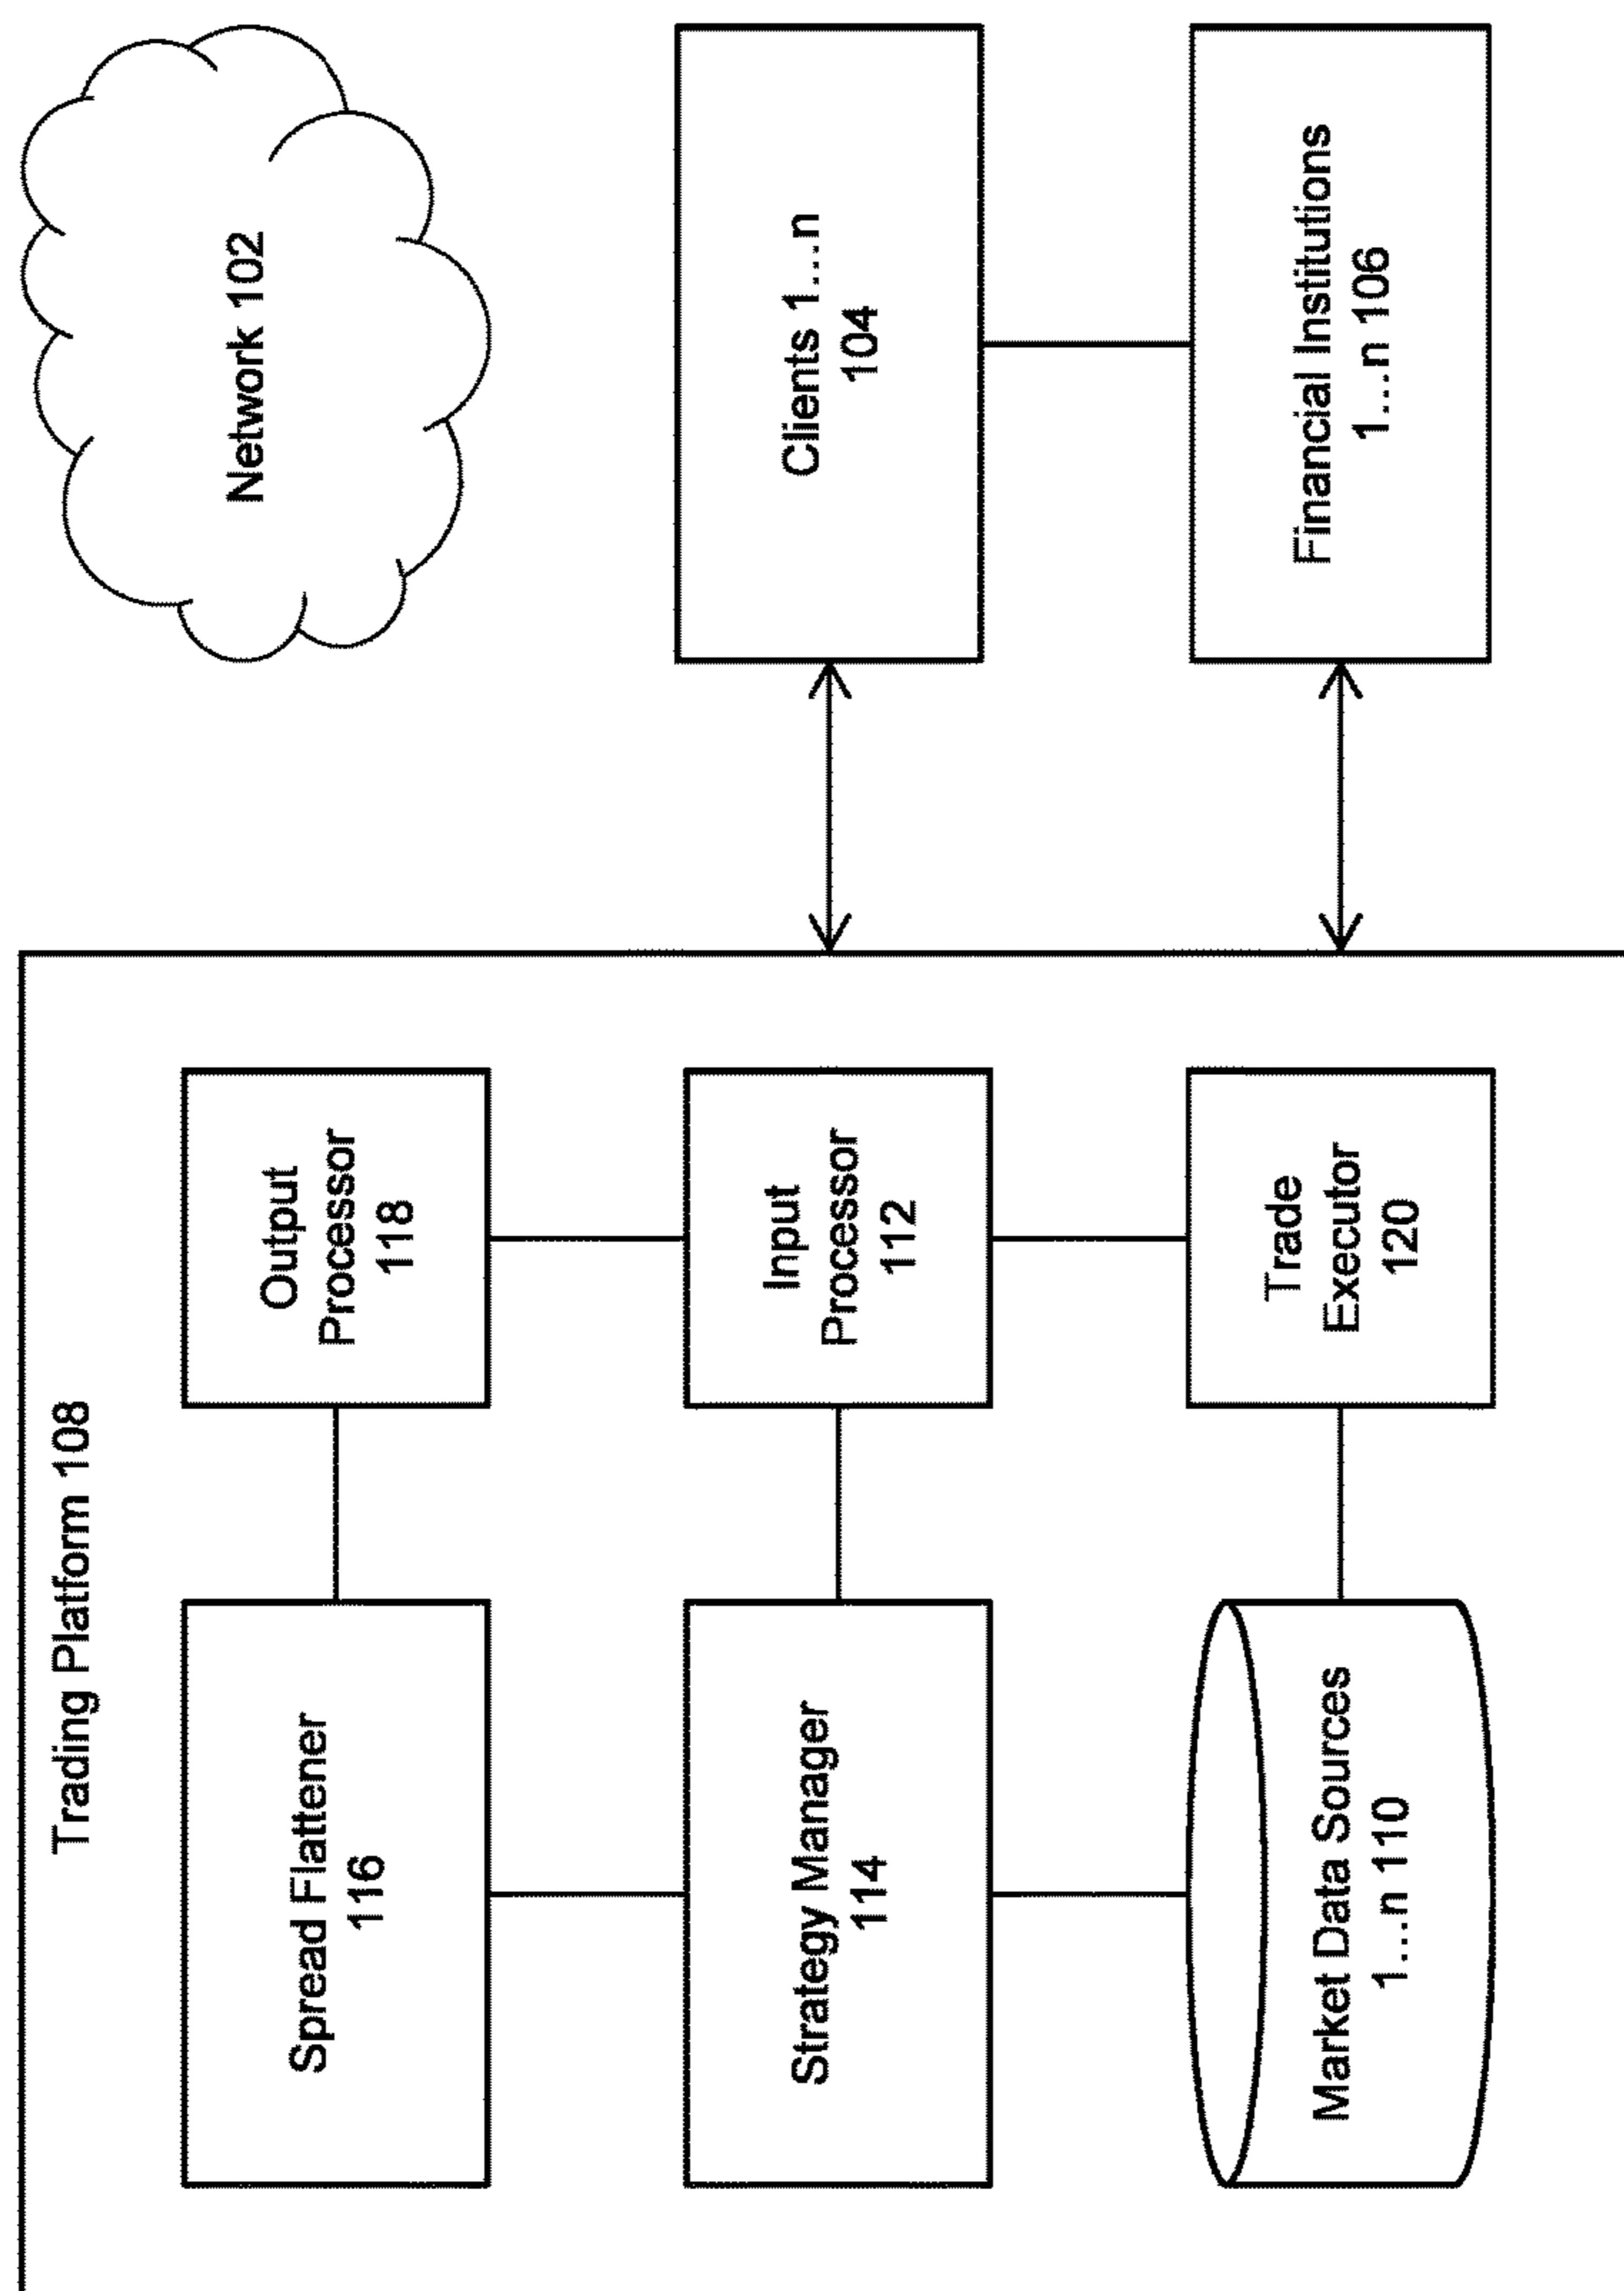 Trading Platform 108
Spread Flattener
116
Output
Processor
118
Network 102
Strategy Manager
114
Input
Processor
112
Clients 1...n
104
Market Data Sources
1...n 110
Trade
Executor
120
Financial Institutions
1...n 106